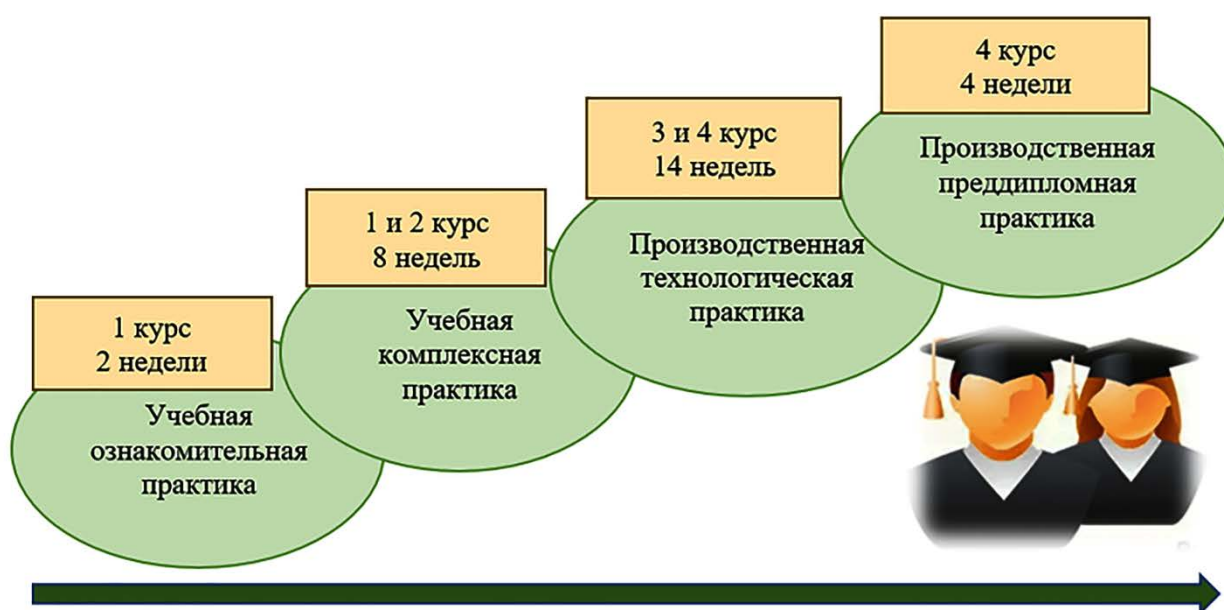 1 курс
2 недели
Учебная
ознакомительная
практика
1 и 2 курс
8 недель
Учебная
комплексная
практика
3 и 4 курс
14 недель
Производственная
технологическая
практика
4 курс
4 недели
Производственная
преддипломная
практика